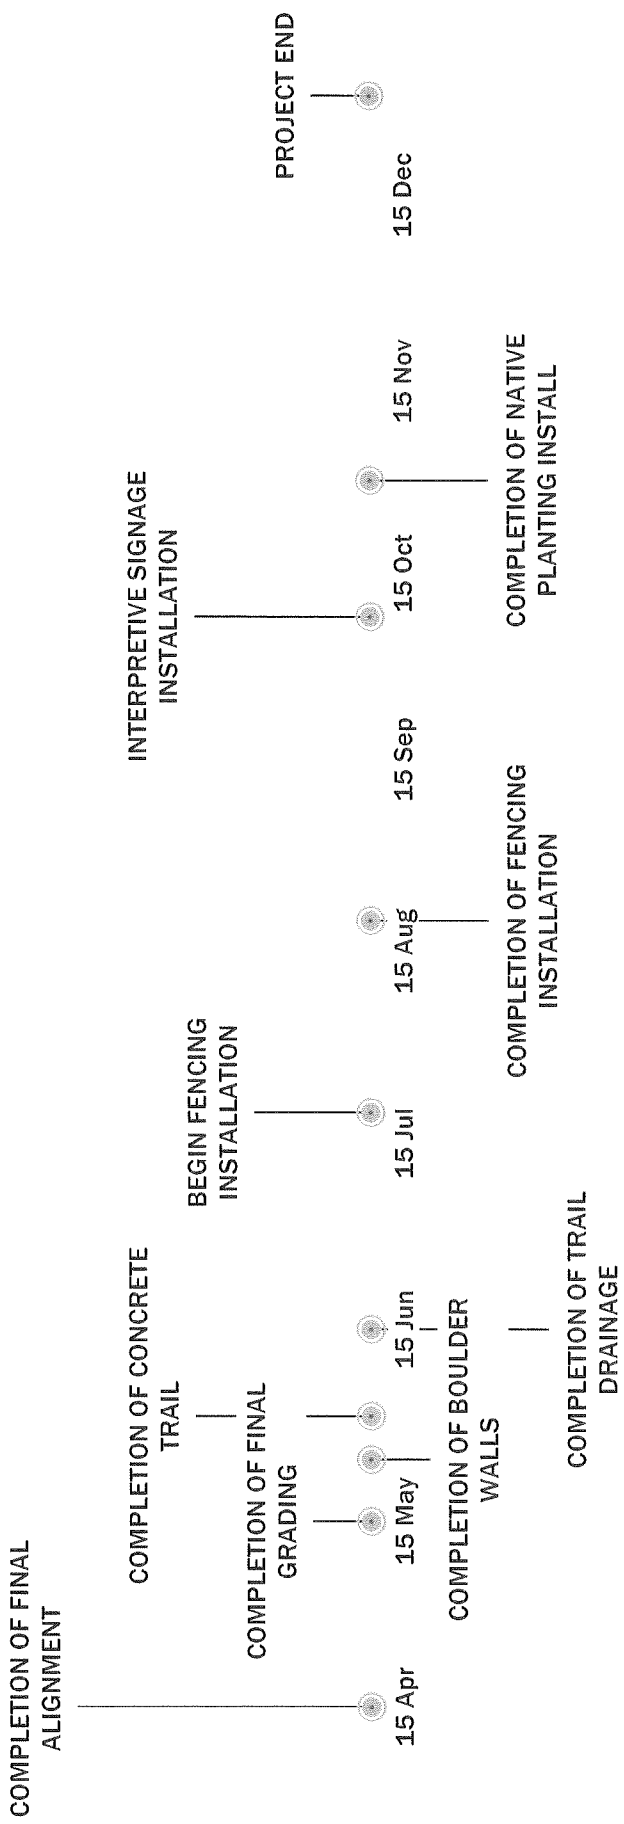 COMPLETION OF FINAL
ALIGNMENT
COMPLETION OF CONCRETE
TRAIL
COMPLETION OF FINAL
GRADING
BEGIN FENCING
INSTALLATION
INTERPRETIVE SIGNAGE
INSTALLATION
PROJECT END
15 Apr
15 May
15 Jun
15 Jul
15 Aug
15 Sep
15 Oct
15 Nov
15 Dec
COMPLETION OF BOULDER
WALLS
COMPLETION OF TRAIL
DRAINAGE
COMPLETION OF FENCING
INSTALLATION
COMPLETION OF NATIVE
PLANTING INSTALL